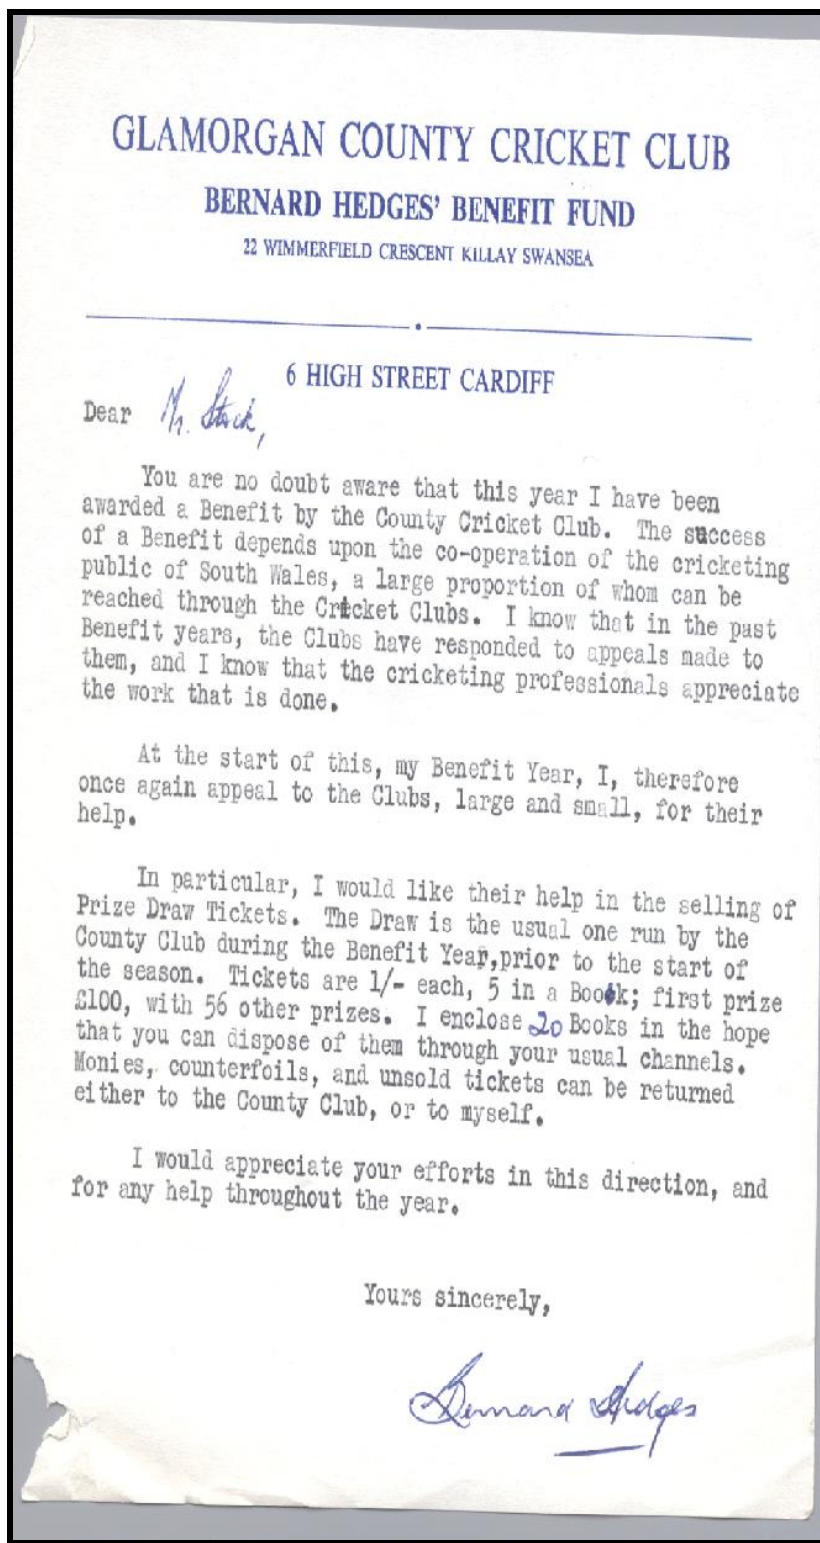 GLAMORGAN COUNTY CRICKET CLUB
BERNARD HEDGES' BENEFIT FUND
22 WIMMERFIELD CRESCENT KILLAY SWANSEA
6 HIGH STREET CARDIFF
Dear Mr. Stack,
You are no doubt aware that this year I have been
awarded a Benefit by the County Cricket Club. The success
of a Benefit depends upon the co-operation of the cricketing
public of South Wales, a large proportion of whom can be
reached through the Cricket Clubs. I know that in the past
Benefit years, the Clubs have responded to appeals made to
them, and I know that the cricketing professionals appreciate
the work that is done.
At the start of this, my Benefit Year, I, therefore
once again appeal to the Clubs, large and small, for their
help.
In particular, I would like their help in the selling of
Prize Draw Tickets. The Draw is the usual one run by the
County Club during the Benefit Year,prior to the start of
the season. Tickets are 1/- each, 5 in a Book; first prize
£100, with 56 other prizes. I enclose 20 Books in the hope
that you can dispose of them through your usual channels.
Monies, counterfoils, and unsold tickets can be returned
either to the County Club, or to myself.
I would appreciate your efforts in this direction, and
for any help throughout the year.
Yours sincerely,
Bernard Hedges